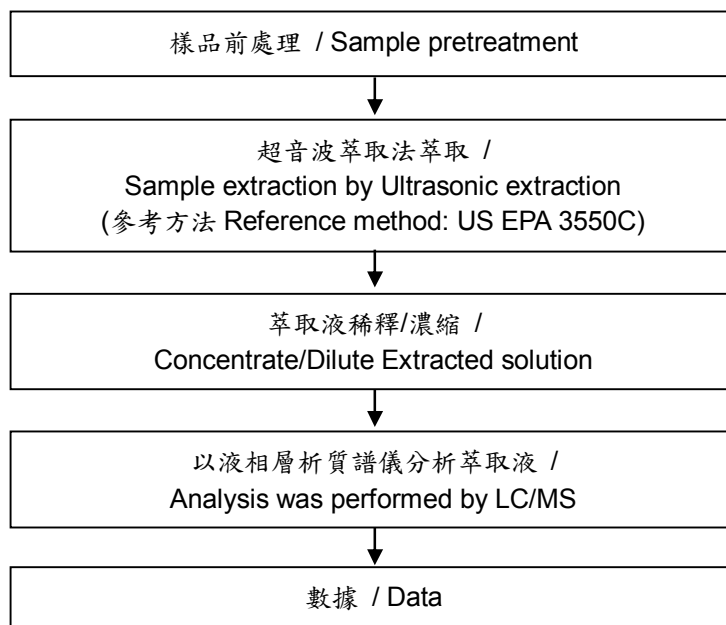 樣品前處理 / Sample pretreatment
超音波萃取法萃取 /
Sample extraction by Ultrasonic extraction
(參考方法 Reference method: US EPA 3550C)
萃取液稀釋/濃縮 /
Concentrate/Dilute Extracted solution
以液相層析質譜儀分析萃取液 /
Analysis was performed by LC/MS
數據 / Data